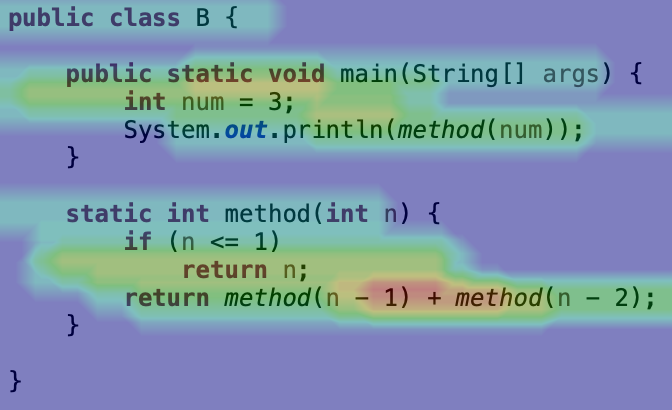 public class B {
    public static void main(String[] args) {
        int num = 3;
        System.out.println(method(num));
    }
    static int method(int n) {
        if (n <= 1)
            return n;
        return method(n - 1) + method(n - 2);
    }
}